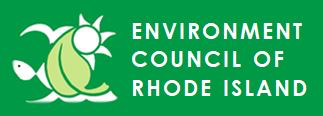 ENVIRONMENT
COUNCIL OF
RHODE ISLAND